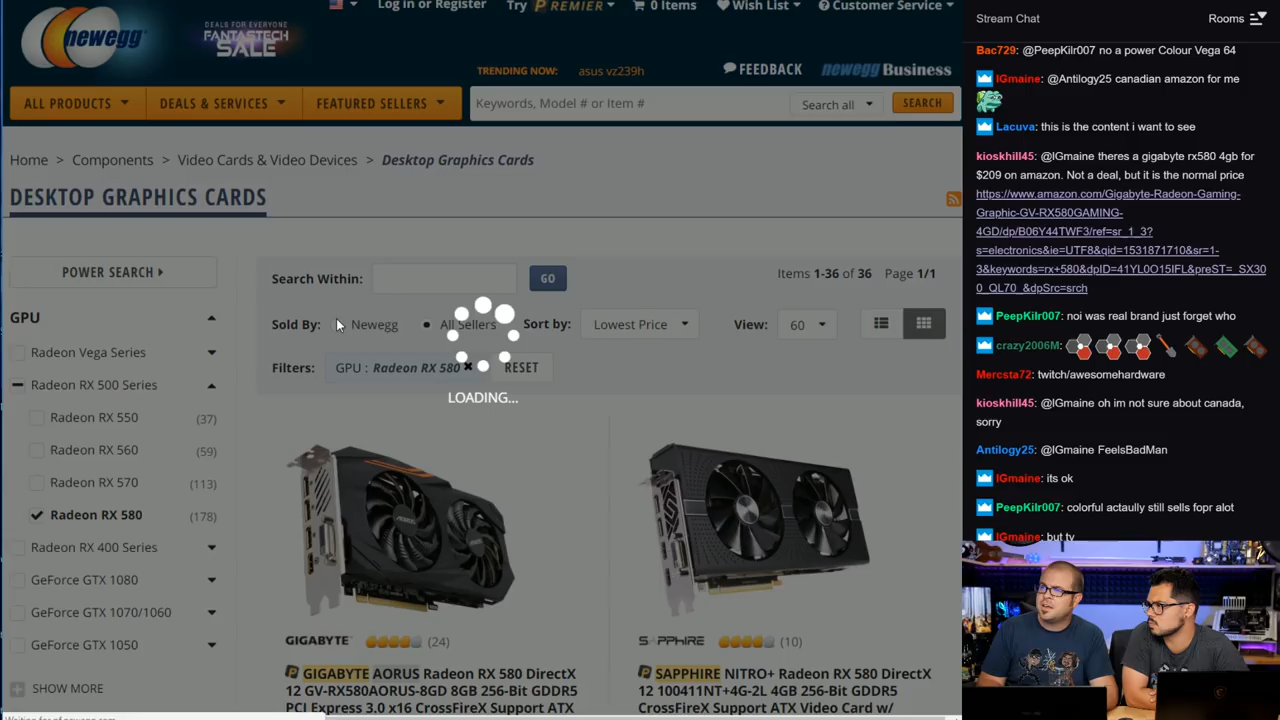 Log in or Register
Try PREMIER
0 Items
Wish List
Customer Service
newegg
DEALS FOR EVERYONE
FANTASTECH
SALE
TRENDING NOW: asus vz239h
FEEDBACK
newegg Business
ALL PRODUCTS
DEALS & SERVICES
FEATURED SELLERS
Keywords, Model # or Item #
Search all
SEARCH
Home > Components > Video Cards & Video Devices > Desktop Graphics Cards
DESKTOP GRAPHICS CARDS
POWER SEARCH
GPU
Radeon Vega Series
Radeon RX 500 Series
Radeon RX 550 (37)
Radeon RX 560 (59)
Radeon RX 570 (113)
Radeon RX 580 (178)
Radeon RX 400 Series
GeForce GTX 1080
GeForce GTX 1070/1060
GeForce GTX 1050
SHOW MORE
Search Within:
GO
Items 1-36 of 36
Page 1/1
Sold By: Newegg All Sellers
Sort by: Lowest Price
View: 60
Filters: GPU : Radeon RX 580 ✖
RESET
LOADING...
GIGABYTE (24)
GIGABYTE AORUS Radeon RX 580 DirectX
12 GV-RX580AORUS-8GD 8GB 256-Bit GDDR5
PCI Express 3.0 x16 CrossFireX Support ATX
SAPPHIRE (10)
SAPPHIRE NITRO+ Radeon RX 580 DirectX
12 100411NT+4G-2L 4GB 256-Bit GDDR5
ATX Video Card w/
Stream Chat
Rooms
Bac729: @PeepKilr007 no a power Colour Vega 64
IGmaine: @Antilogy25 canadian amazon for me
Lacuva: this is the content i want to see
kioskhill45: @IGmaine theres a gigabyte rx580 4gb for
$209 on amazon. Not a deal, but it is the normal price
https://www.amazon.com/Gigabyte-Radeon-Gaming-
Graphic-GV-RX580GAMING-
4GD/dp/B06Y44TWF3/ref=sr_1_3?
s=electronics&ie=UTF8&qid=1531871710&sr=1-
3&keywords=rx+580&dpID=41YL0O15IFL&preST=_SX30
0_QL70_&dpSrc=srch
PeepKilr007: noi was real brand just forget who
crazy2006M:
Mercsta72: twitch/awesomehardware
kioskhill45: @IGmaine oh im not sure about canada,
sorry
Antilogy25: @IGmaine FeelsBadMan
IGmaine: its ok
PeepKilr007: colorful actaully still sells fopr alot
IGmaine: but ty